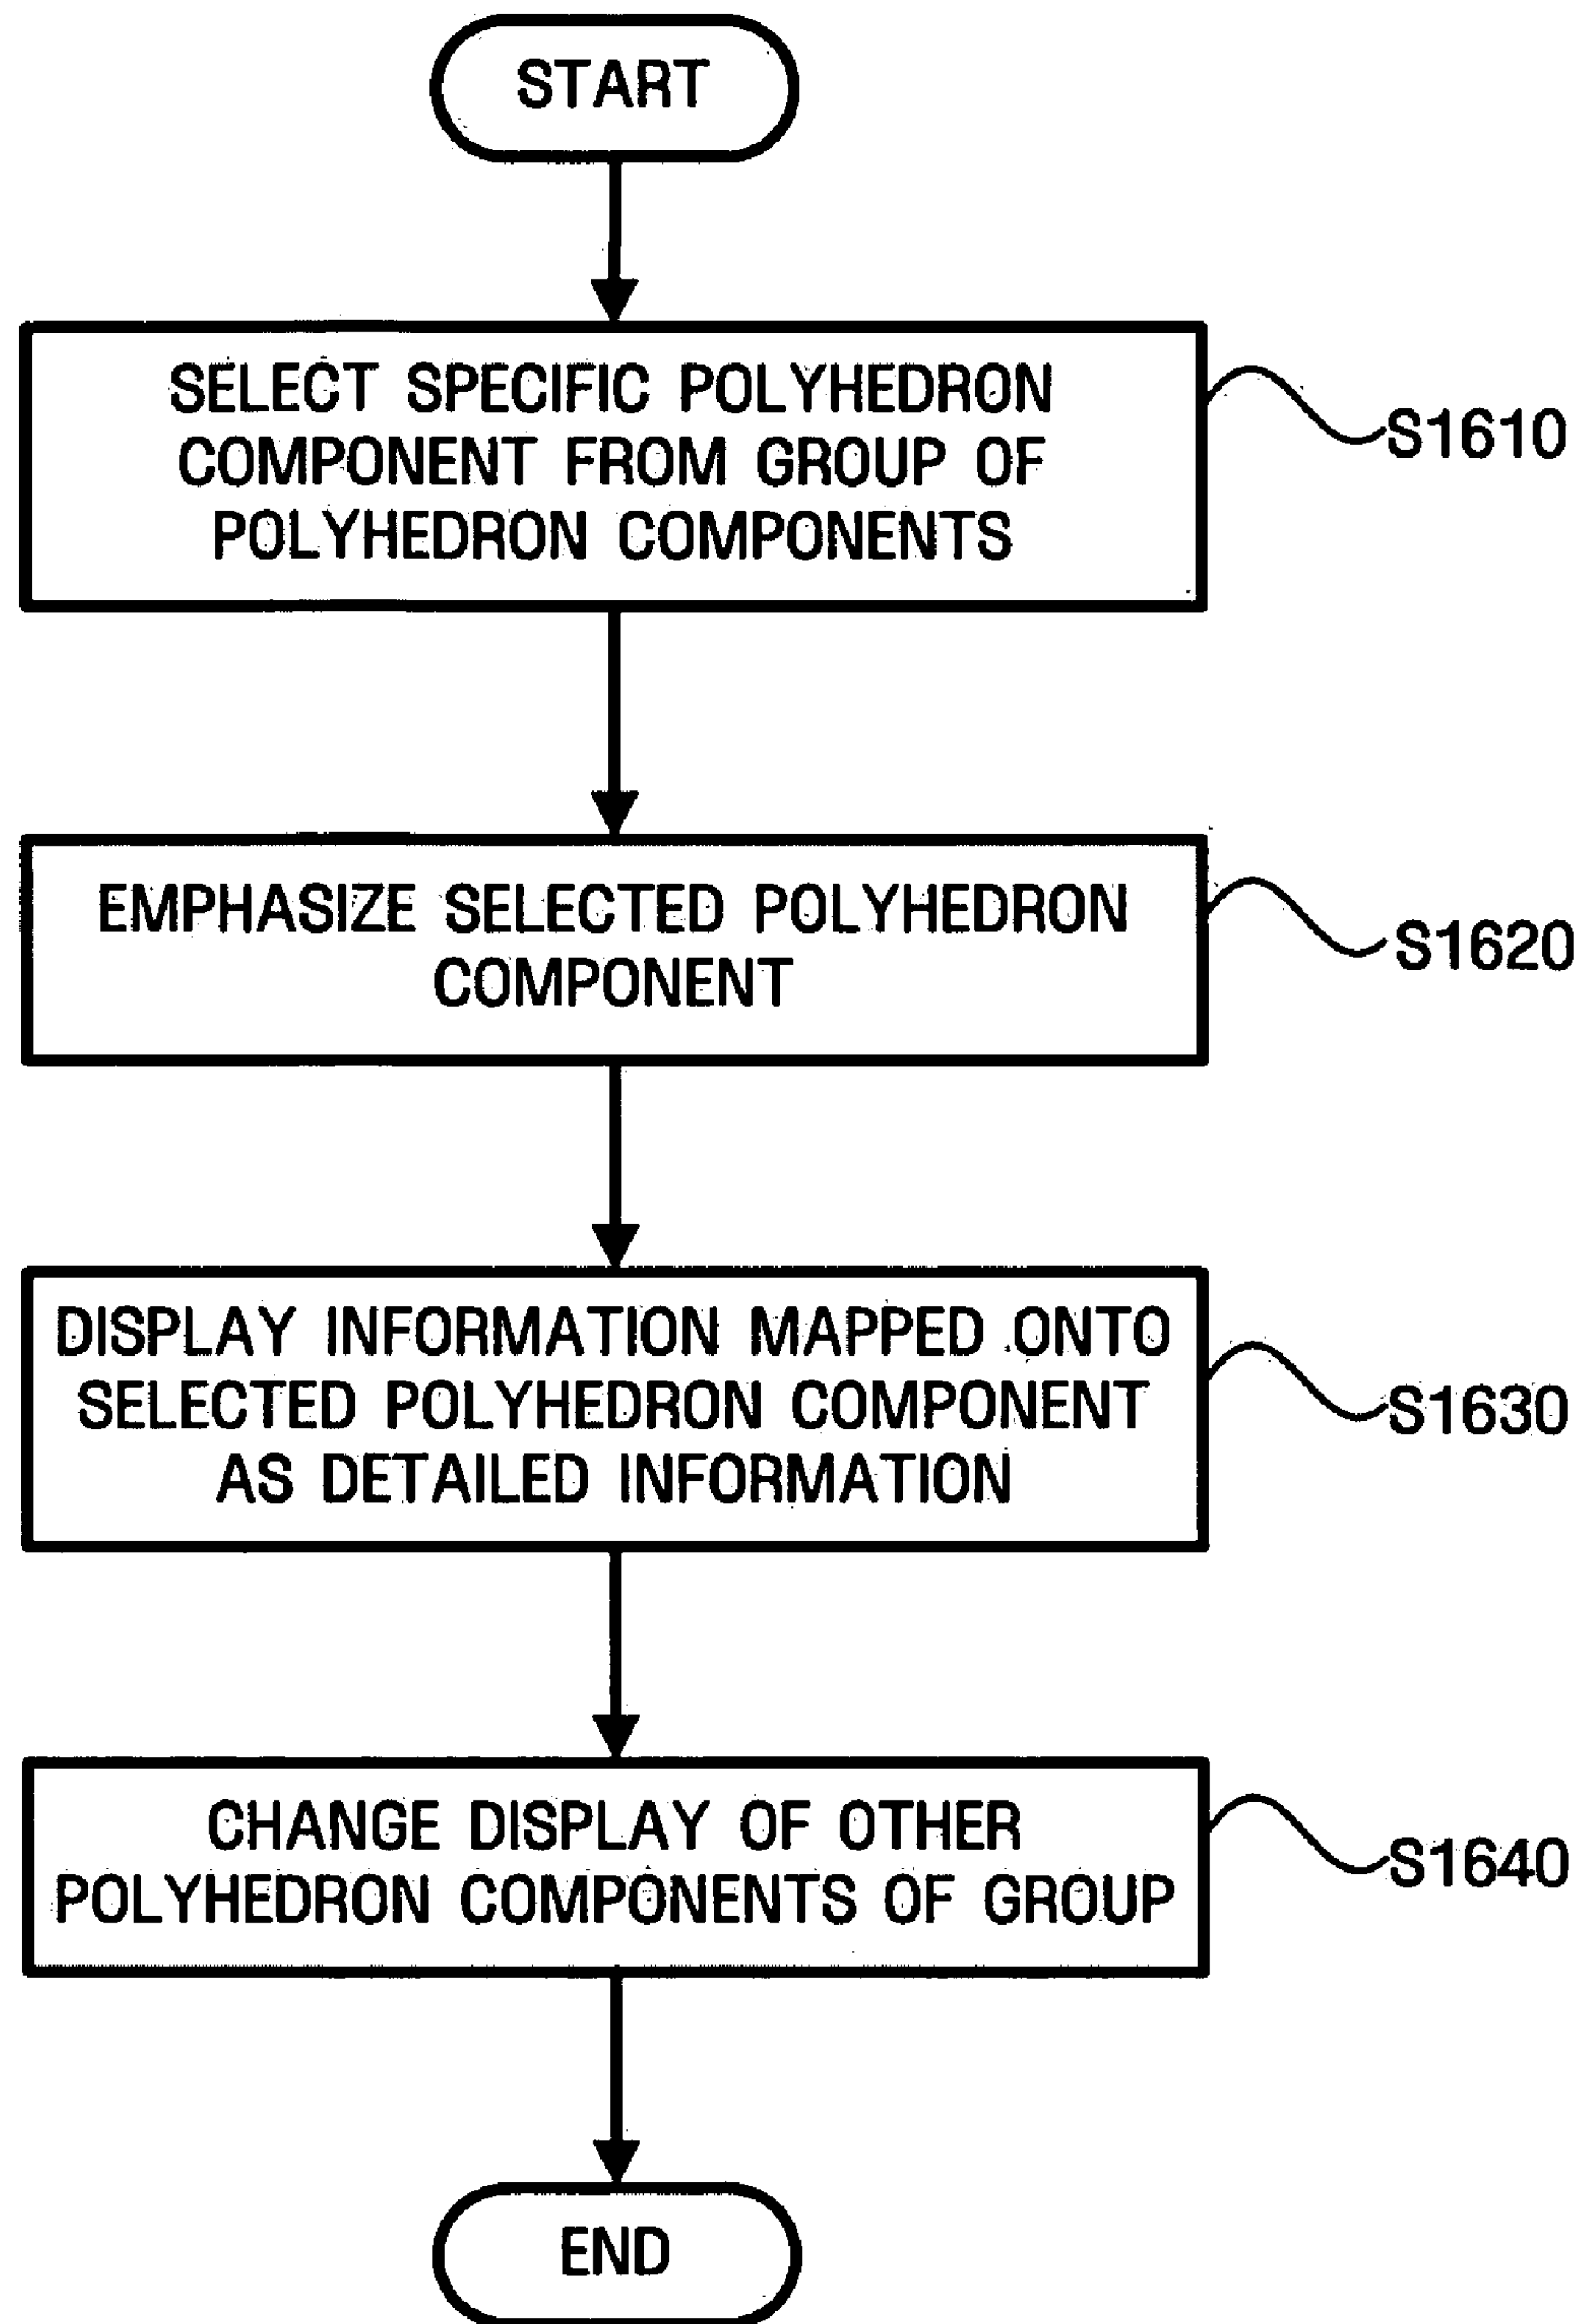 START
SELECT SPECIFIC POLYHEDRON
COMPONENT FROM GROUP OF
POLYHEDRON COMPONENTS
S1610
EMPHASIZE SELECTED POLYHEDRON
COMPONENT
S1620
DISPLAY INFORMATION MAPPED ONTO
SELECTED POLYHEDRON COMPONENT
AS DETAILED INFORMATION
S1630
CHANGE DISPLAY OF OTHER
POLYHEDRON COMPONENTS OF GROUP
S1640
END